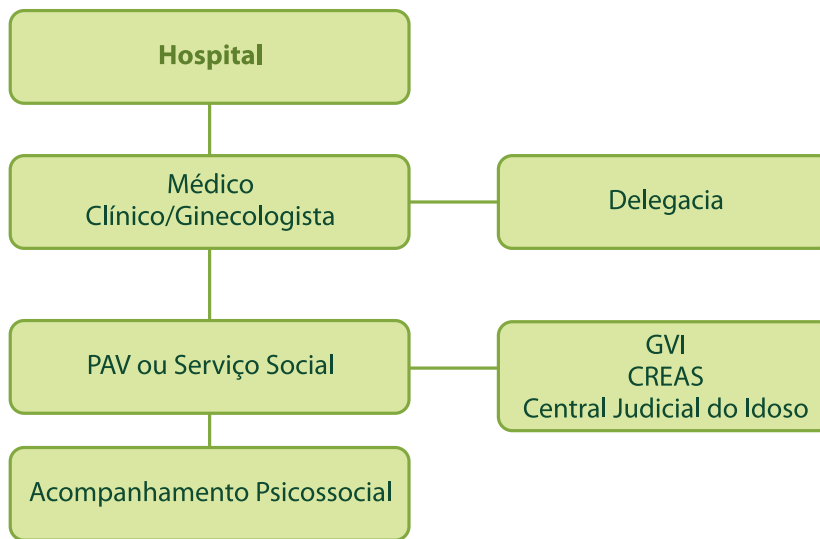 Hospital
Médico
Clínico/Ginecologista
Delegacia
PAV ou Serviço Social
GVI
CREAS
Central Judicial do Idoso
Acompanhamento Psicossocial